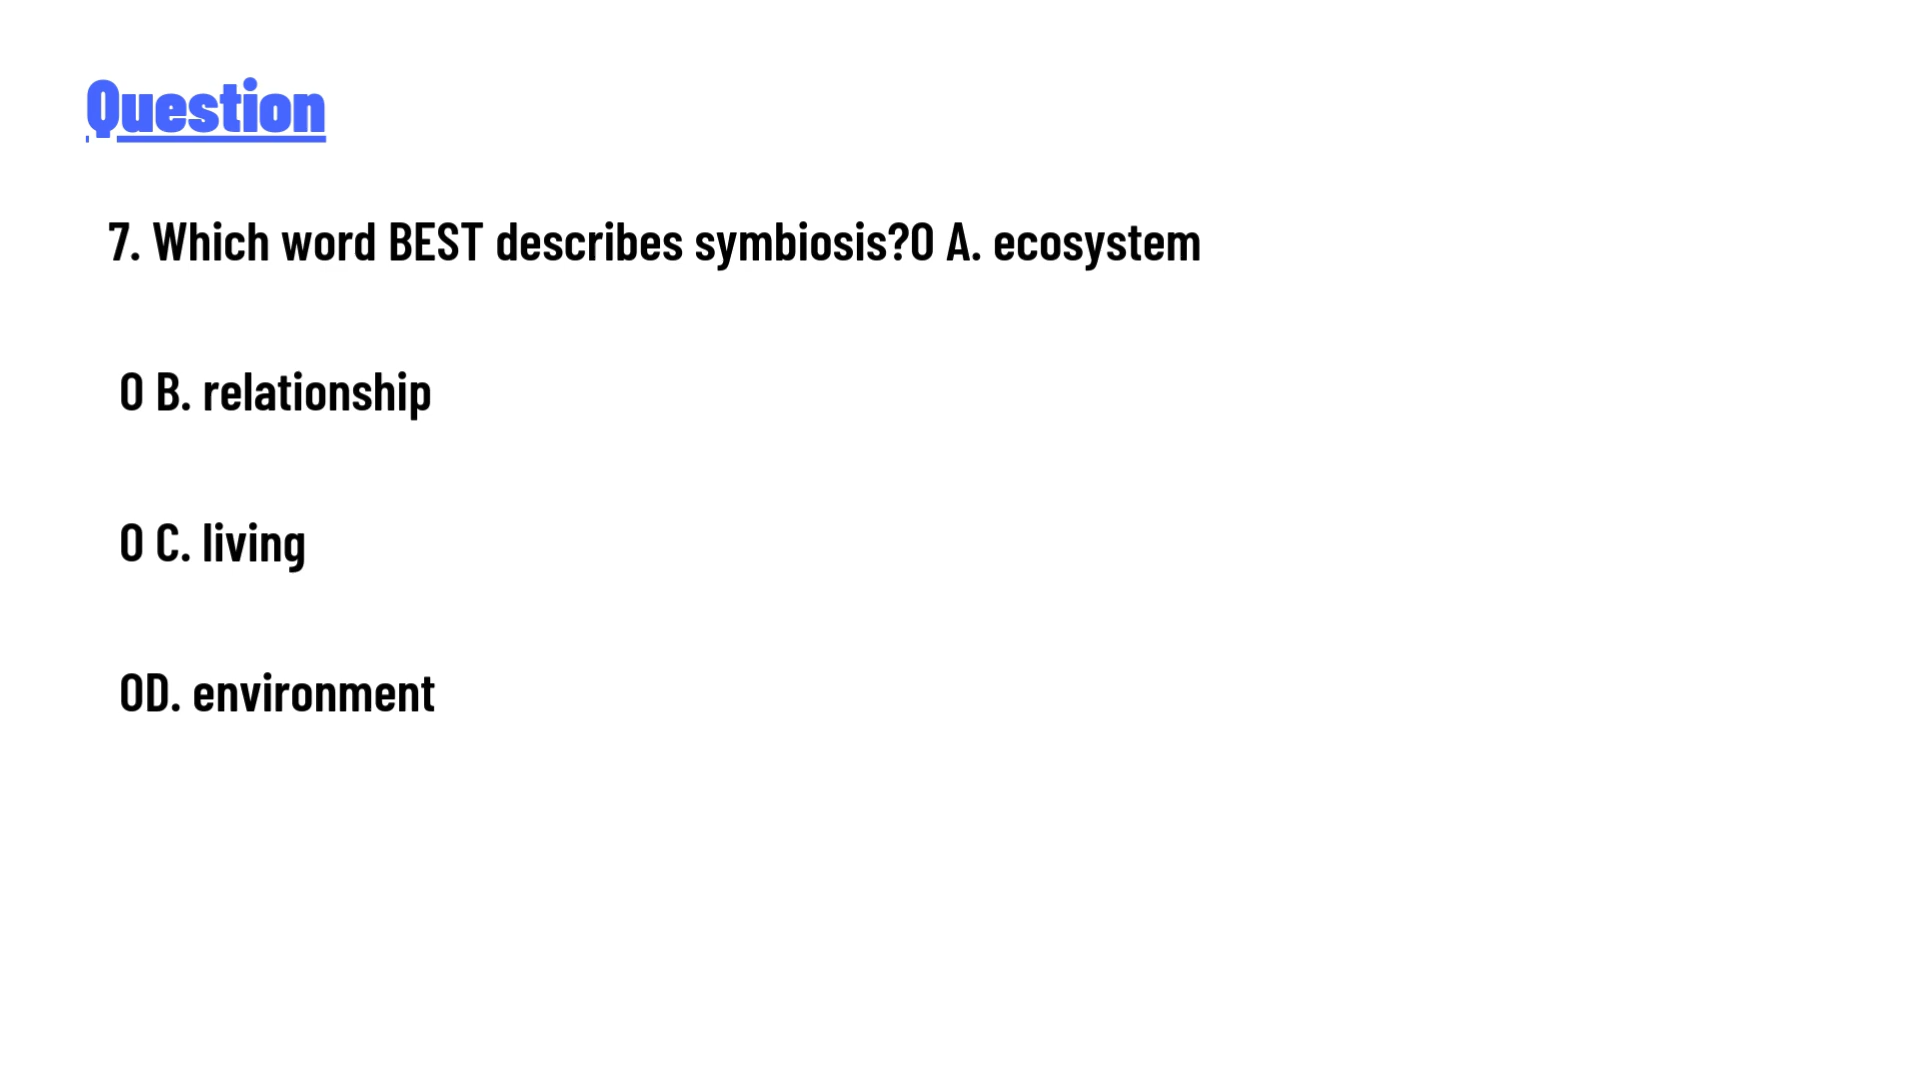 Question
7. Which word BEST describes symbiosis?O A. ecosystem
O B. relationship
O C. living
OD. environment